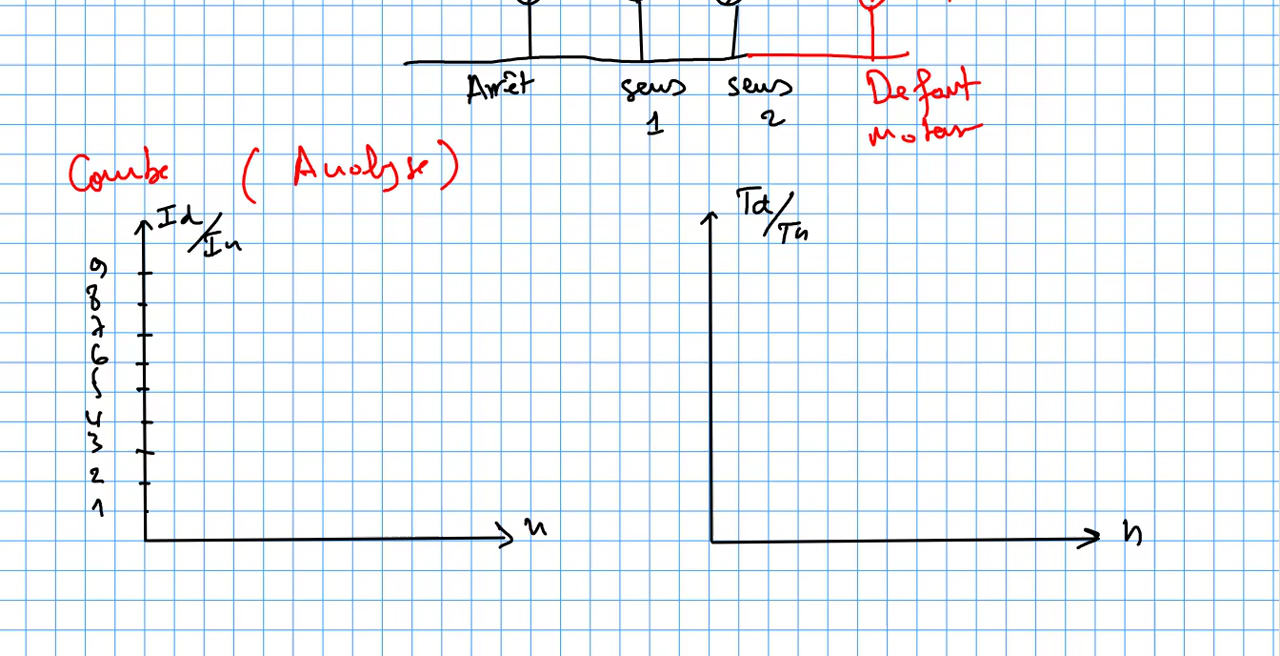 Arrêt sens 1 sens 2 Defaut moteur
Courbe (Analyse)
Id/In
9
8
7
6
5
4
3
2
1
n
Td/Tn
n